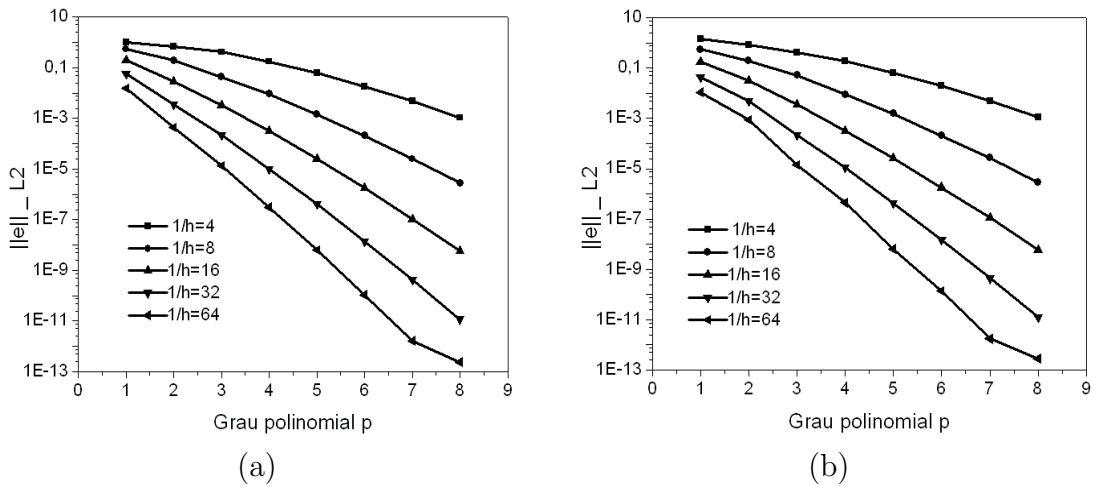 10
0,1
1E-3
1E-5
1E-7
1E-9
1E-11
1E-13
||e||_L2
1/h=4
1/h=8
1/h=16
1/h=32
1/h=64
0 1 2 3 4 5 6 7 8 9
Grau polinomial p
(a)
10
0,1
1E-3
1E-5
1E-7
1E-9
1E-11
1E-13
||e||_L2
1/h=4
1/h=8
1/h=16
1/h=32
1/h=64
0 1 2 3 4 5 6 7 8 9
Grau polinomial p
(b)